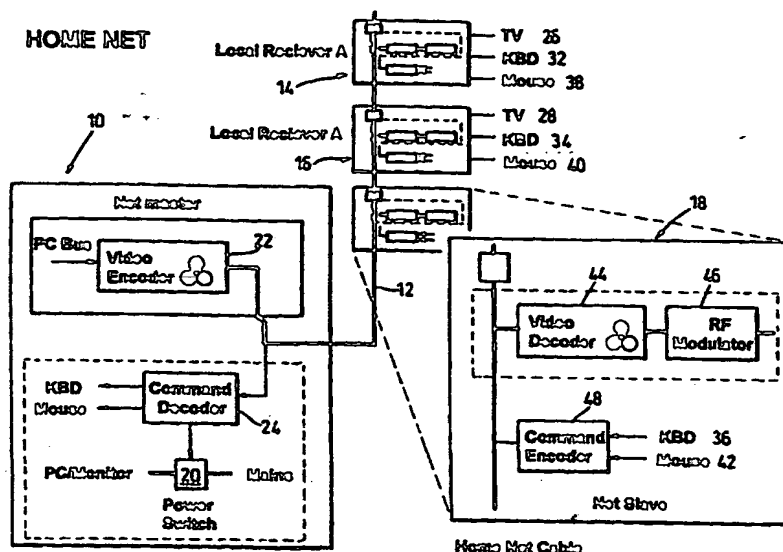 HOME NET
Local Reciever A
14
TV 26
KBD 32
Mouse 38
10
Local Reciever A
16
TV 28
KBD 34
Mouse 40
Net master
PC Bus
Video Encoder
22
12
18
44
46
Video Decoder
RF Modulator
KBD
Mouse
Command Decoder
24
48
Command Encoder
KBD 36
Mouse 42
PC/Monitor
20
Mains
Power Switch
Net Slave
Home Net Cable